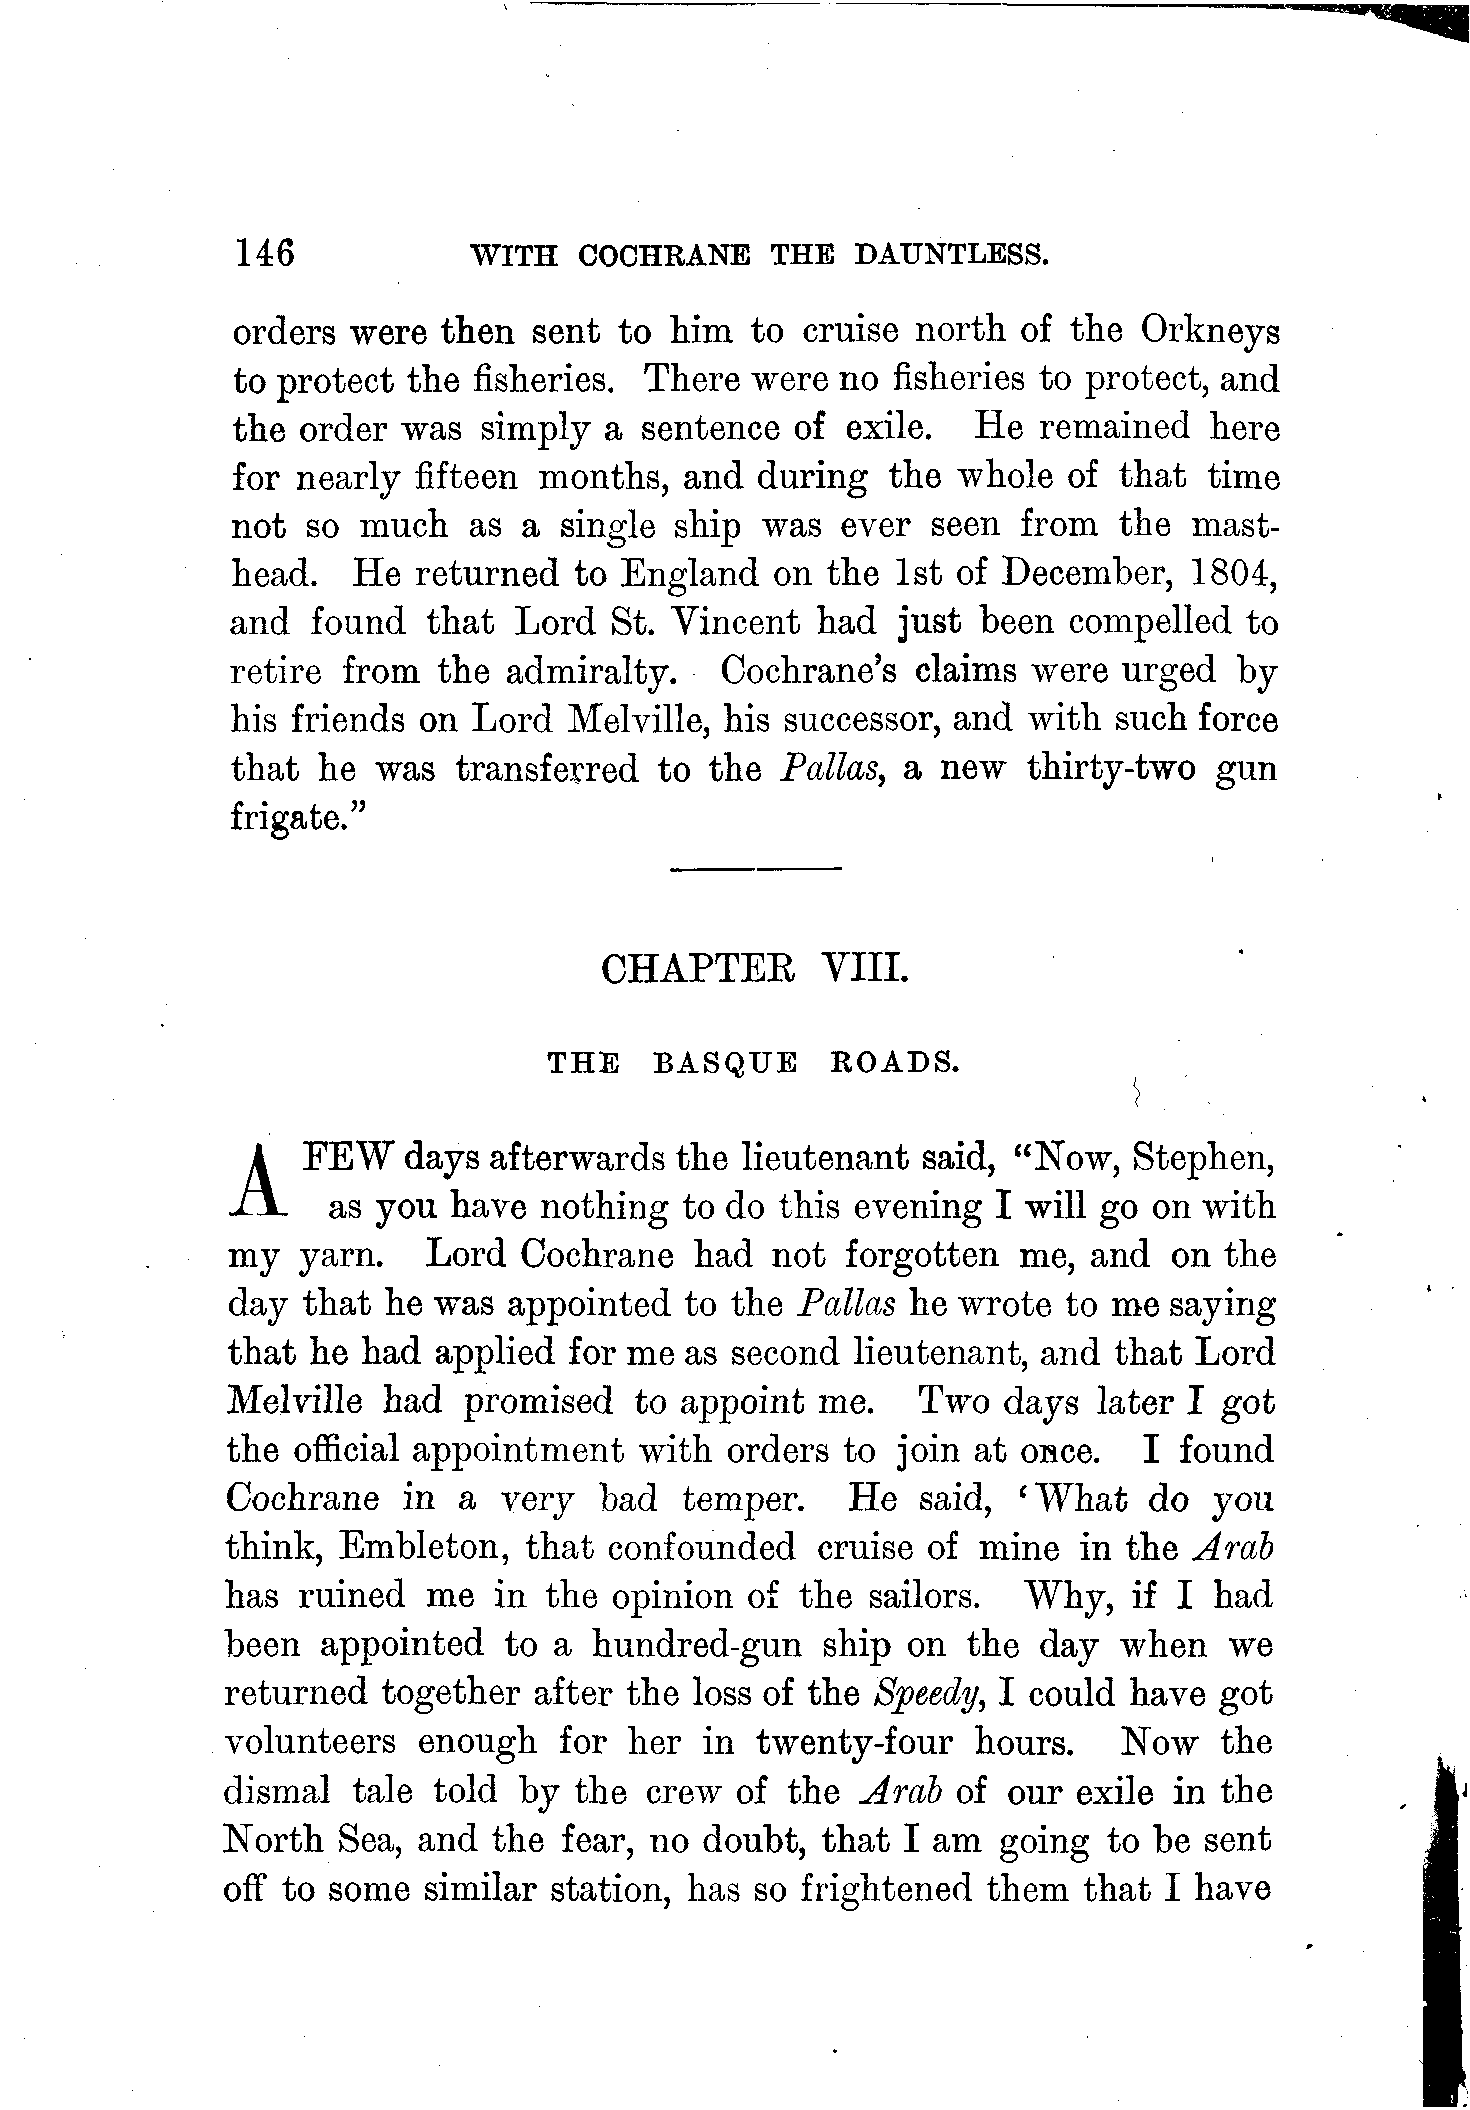 146 WITH COCHRANE THE DAUNTLESS.
orders were then sent to him to cruise north of the Orkneys
to protect the fisheries. There were no fisheries to protect, and
the order was simply a sentence of exile. He remained here
for nearly fifteen months, and during the whole of that time
not so much as a single ship was ever seen from the mast-
head. He returned to England on the 1st of December, 1804,
and found that Lord St. Vincent had just been compelled to
retire from the admiralty. Cochrane's claims were urged by
his friends on Lord Melville, his successor, and with such force
that he was transferred to the Pallas, a new thirty-two gun
frigate."
CHAPTER VIII.
THE BASQUE ROADS.
A FEW days afterwards the lieutenant said, "Now, Stephen,
as you have nothing to do this evening I will go on with
my yarn. Lord Cochrane had not forgotten me, and on the
day that he was appointed to the Pallas he wrote to me saying
that he had applied for me as second lieutenant, and that Lord
Melville had promised to appoint me. Two days later I got
the official appointment with orders to join at once. I found
Cochrane in a very bad temper. He said, 'What do you
think, Embleton, that confounded cruise of mine in the Arab
has ruined me in the opinion of the sailors. Why, if I had
been appointed to a hundred-gun ship on the day when we
returned together after the loss of the Speedy, I could have got
volunteers enough for her in twenty-four hours. Now the
dismal tale told by the crew of the Arab of our exile in the
North Sea, and the fear, no doubt, that I am going to be sent
off to some similar station, has so frightened them that I have